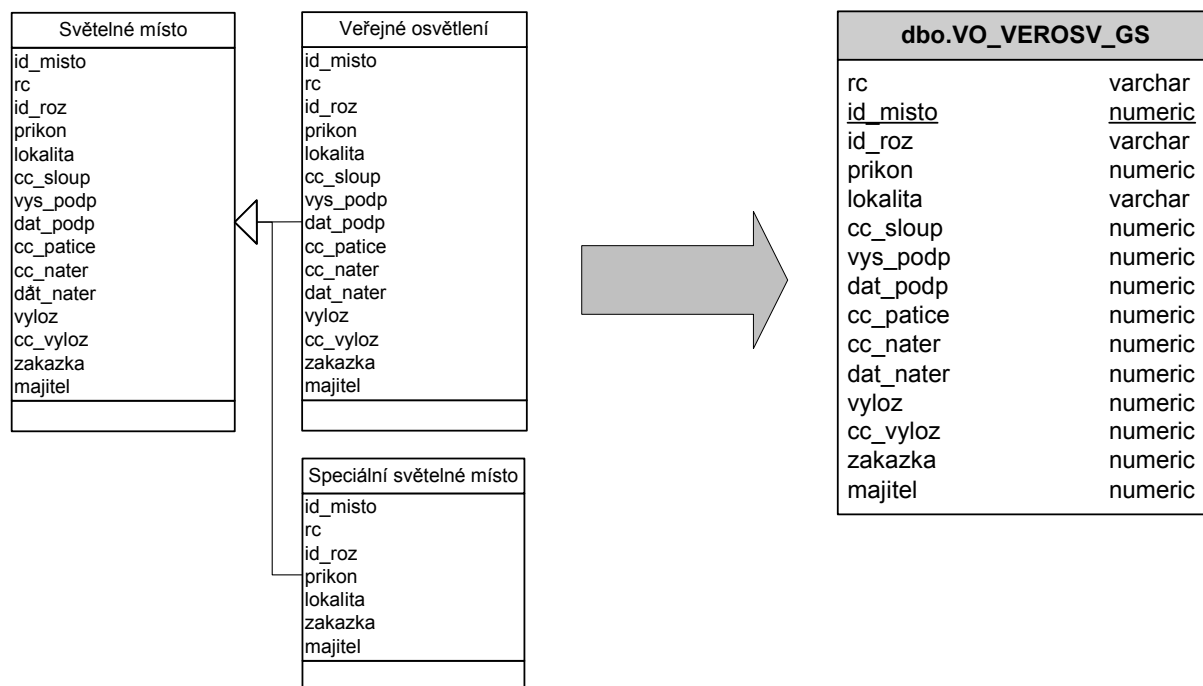 Světelné místo
id_misto
rc
id_roz
prikon
lokalita
cc_sloup
vys_podp
dat_podp
cc_patice
cc_nater
dat_nater
vyloz
cc_vyloz
zakazka
majitel
Veřejné osvětlení
id_misto
rc
id_roz
prikon
lokalita
cc_sloup
vys_podp
dat_podp
cc_patice
cc_nater
dat_nater
vyloz
cc_vyloz
zakazka
majitel
Speciální světelné místo
id_misto
rc
id_roz
prikon
lokalita
zakazka
majitel
dbo.VO_VEROSV_GS
rc varchar
id_misto numeric
id_roz varchar
prikon numeric
lokalita varchar
cc_sloup numeric
vys_podp numeric
dat_podp numeric
cc_patice numeric
cc_nater numeric
dat_nater numeric
vyloz numeric
cc_vyloz numeric
zakazka numeric
majitel numeric